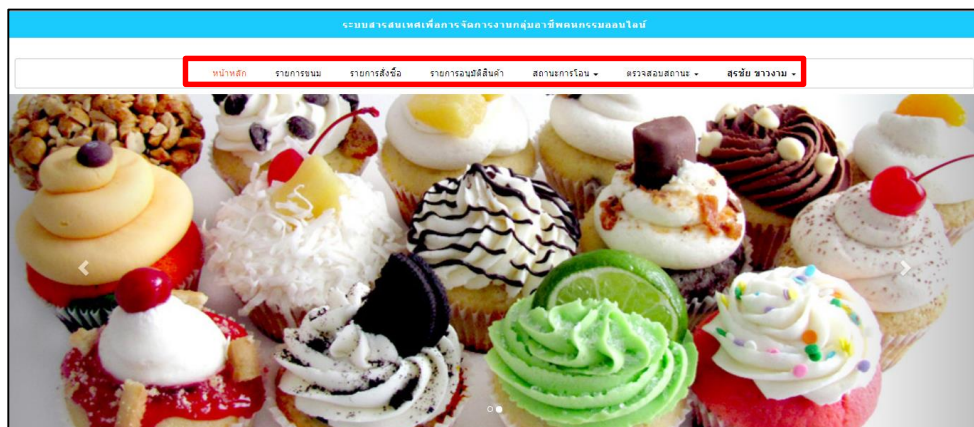 ระบบสารสนเทศเพื่อการจัดการงานกลุ่มอาชีพคนกรรมออนไลน์
หน้าหลัก รายการขนม รายการสั่งซื้อ รายการอนุมัติสินค้า สถานะการโอน ตรวจสอบสถานะ สุรชัย ขาวงาม